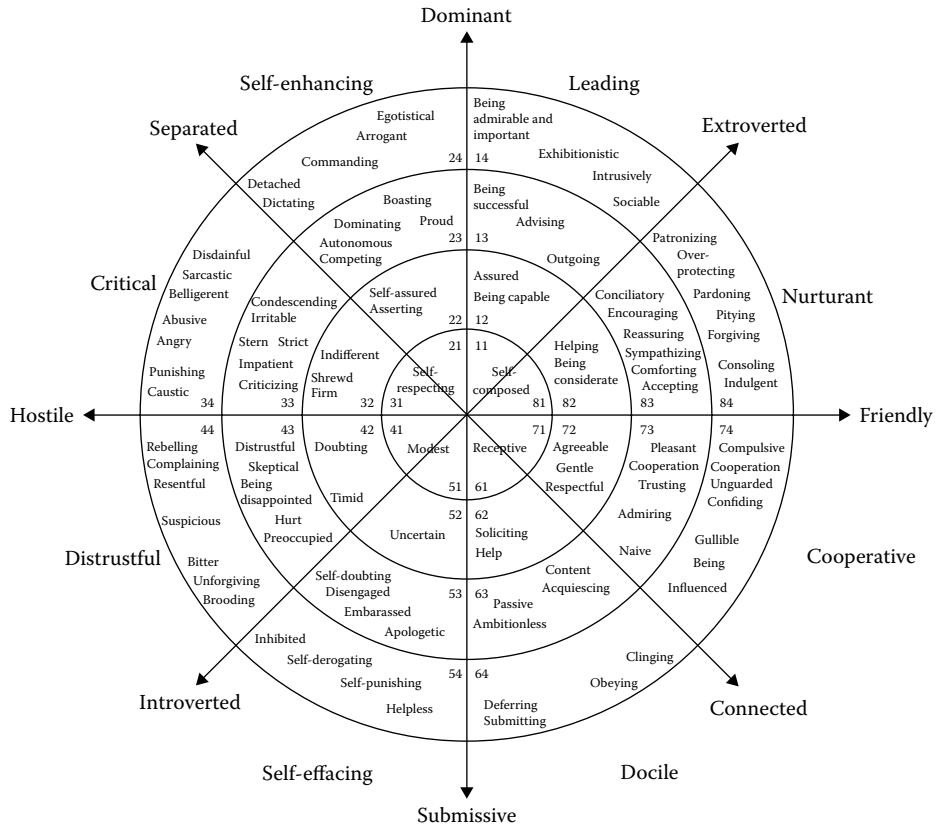 Dominant
Self-enhancing
Leading
Separated
Extroverted
Egotistical
Arrogant
Commanding
Detached
Dictating
24
14
Being
admirable and
important
Exhibitionistic
Intrusively
Sociable
Boasting
Dominating
Proud
Autonomous
Competing
23
13
Being
successful
Advising
Outgoing
Self-assured
Asserting
22
12
Assured
Being capable
21
11
Self-
respecting
Self-
composed
Critical
Disdainful
Sarcastic
Belligerent
Abusive
Angry
Punishing
Caustic
34
Condescending
Irritable
Stern Strict
Impatient
Criticizing
33
Indifferent
Shrewd
Firm
32
31
81
82
Helping
Being
considerate
Conciliatory
Encouraging
Reassuring
Sympathizing
Comforting
Accepting
83
Patronizing
Over-
protecting
Pardoning
Pitying
Forgiving
Consoling
Indulgent
84
Nurturant
Hostile
Friendly
44
Rebelling
Complaining
Resentful
Suspicious
Bitter
Unforgiving
Brooding
Distrustful
43
Distrustful
Skeptical
Being
disappointed
Hurt
Preoccupied
42
Doubting
Timid
41
Modest
71
Receptive
72
Agreeable
Gentle
Respectful
73
Pleasant
Cooperation
Trusting
Admiring
Naive
74
Compulsive
Cooperation
Unguarded
Confiding
Gullible
Being
Influenced
Cooperative
51
61
52
62
Uncertain
Soliciting
Help
Self-doubting
Disengaged
Embarassed
Apologetic
53
63
Content
Acquiescing
Passive
Ambitionless
Inhibited
Self-derogating
Self-punishing
Helpless
54
64
Clinging
Obeying
Deferring
Submitting
Introverted
Connected
Self-effacing
Docile
Submissive